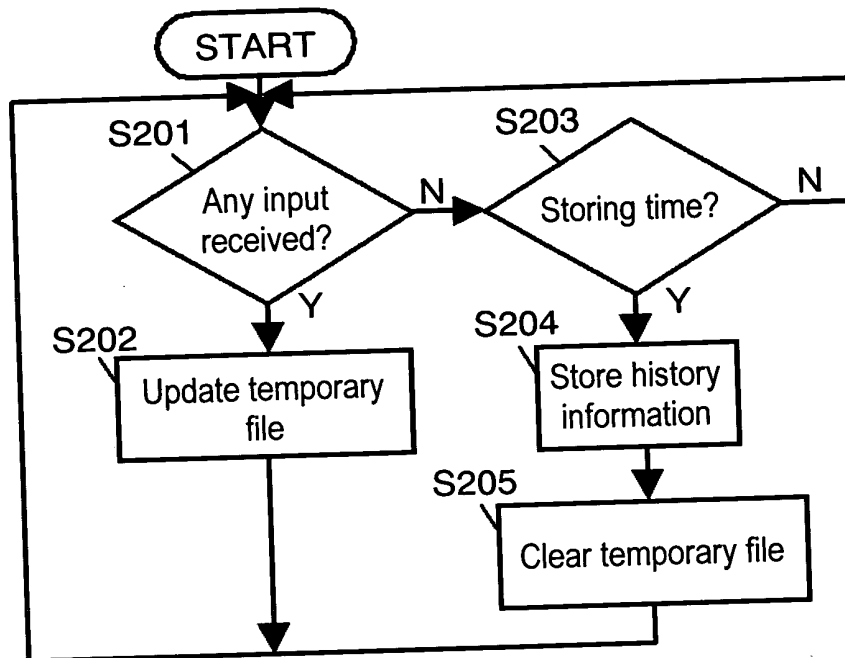 START
S201
Any input
received?
N
Y
S203
Storing time?
N
Y
S202
Update temporary
file
S204
Store history
information
S205
Clear temporary file